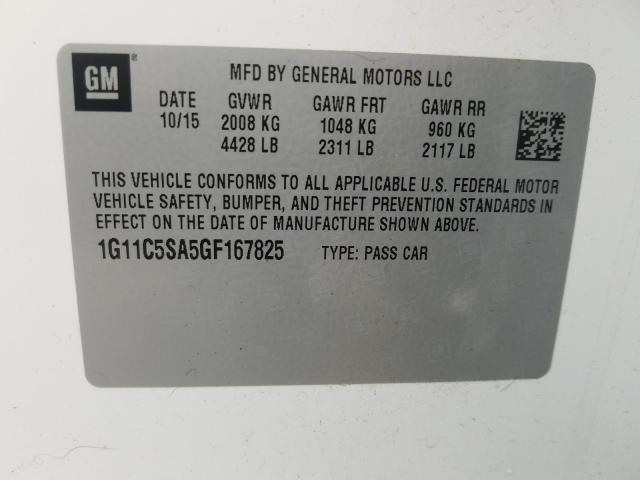 GM
MFD BY GENERAL MOTORS LLC
DATE GVWR GAWR FRT GAWR RR
10/15 2008 KG 1048 KG 960 KG
4428 LB 2311 LB 2117 LB
THIS VEHICLE CONFORMS TO ALL APPLICABLE U.S. FEDERAL MOTOR
VEHICLE SAFETY, BUMPER, AND THEFT PREVENTION STANDARDS IN
EFFECT ON THE DATE OF MANUFACTURE SHOWN ABOVE.
1G11C5SA5GF167825 TYPE: PASS CAR